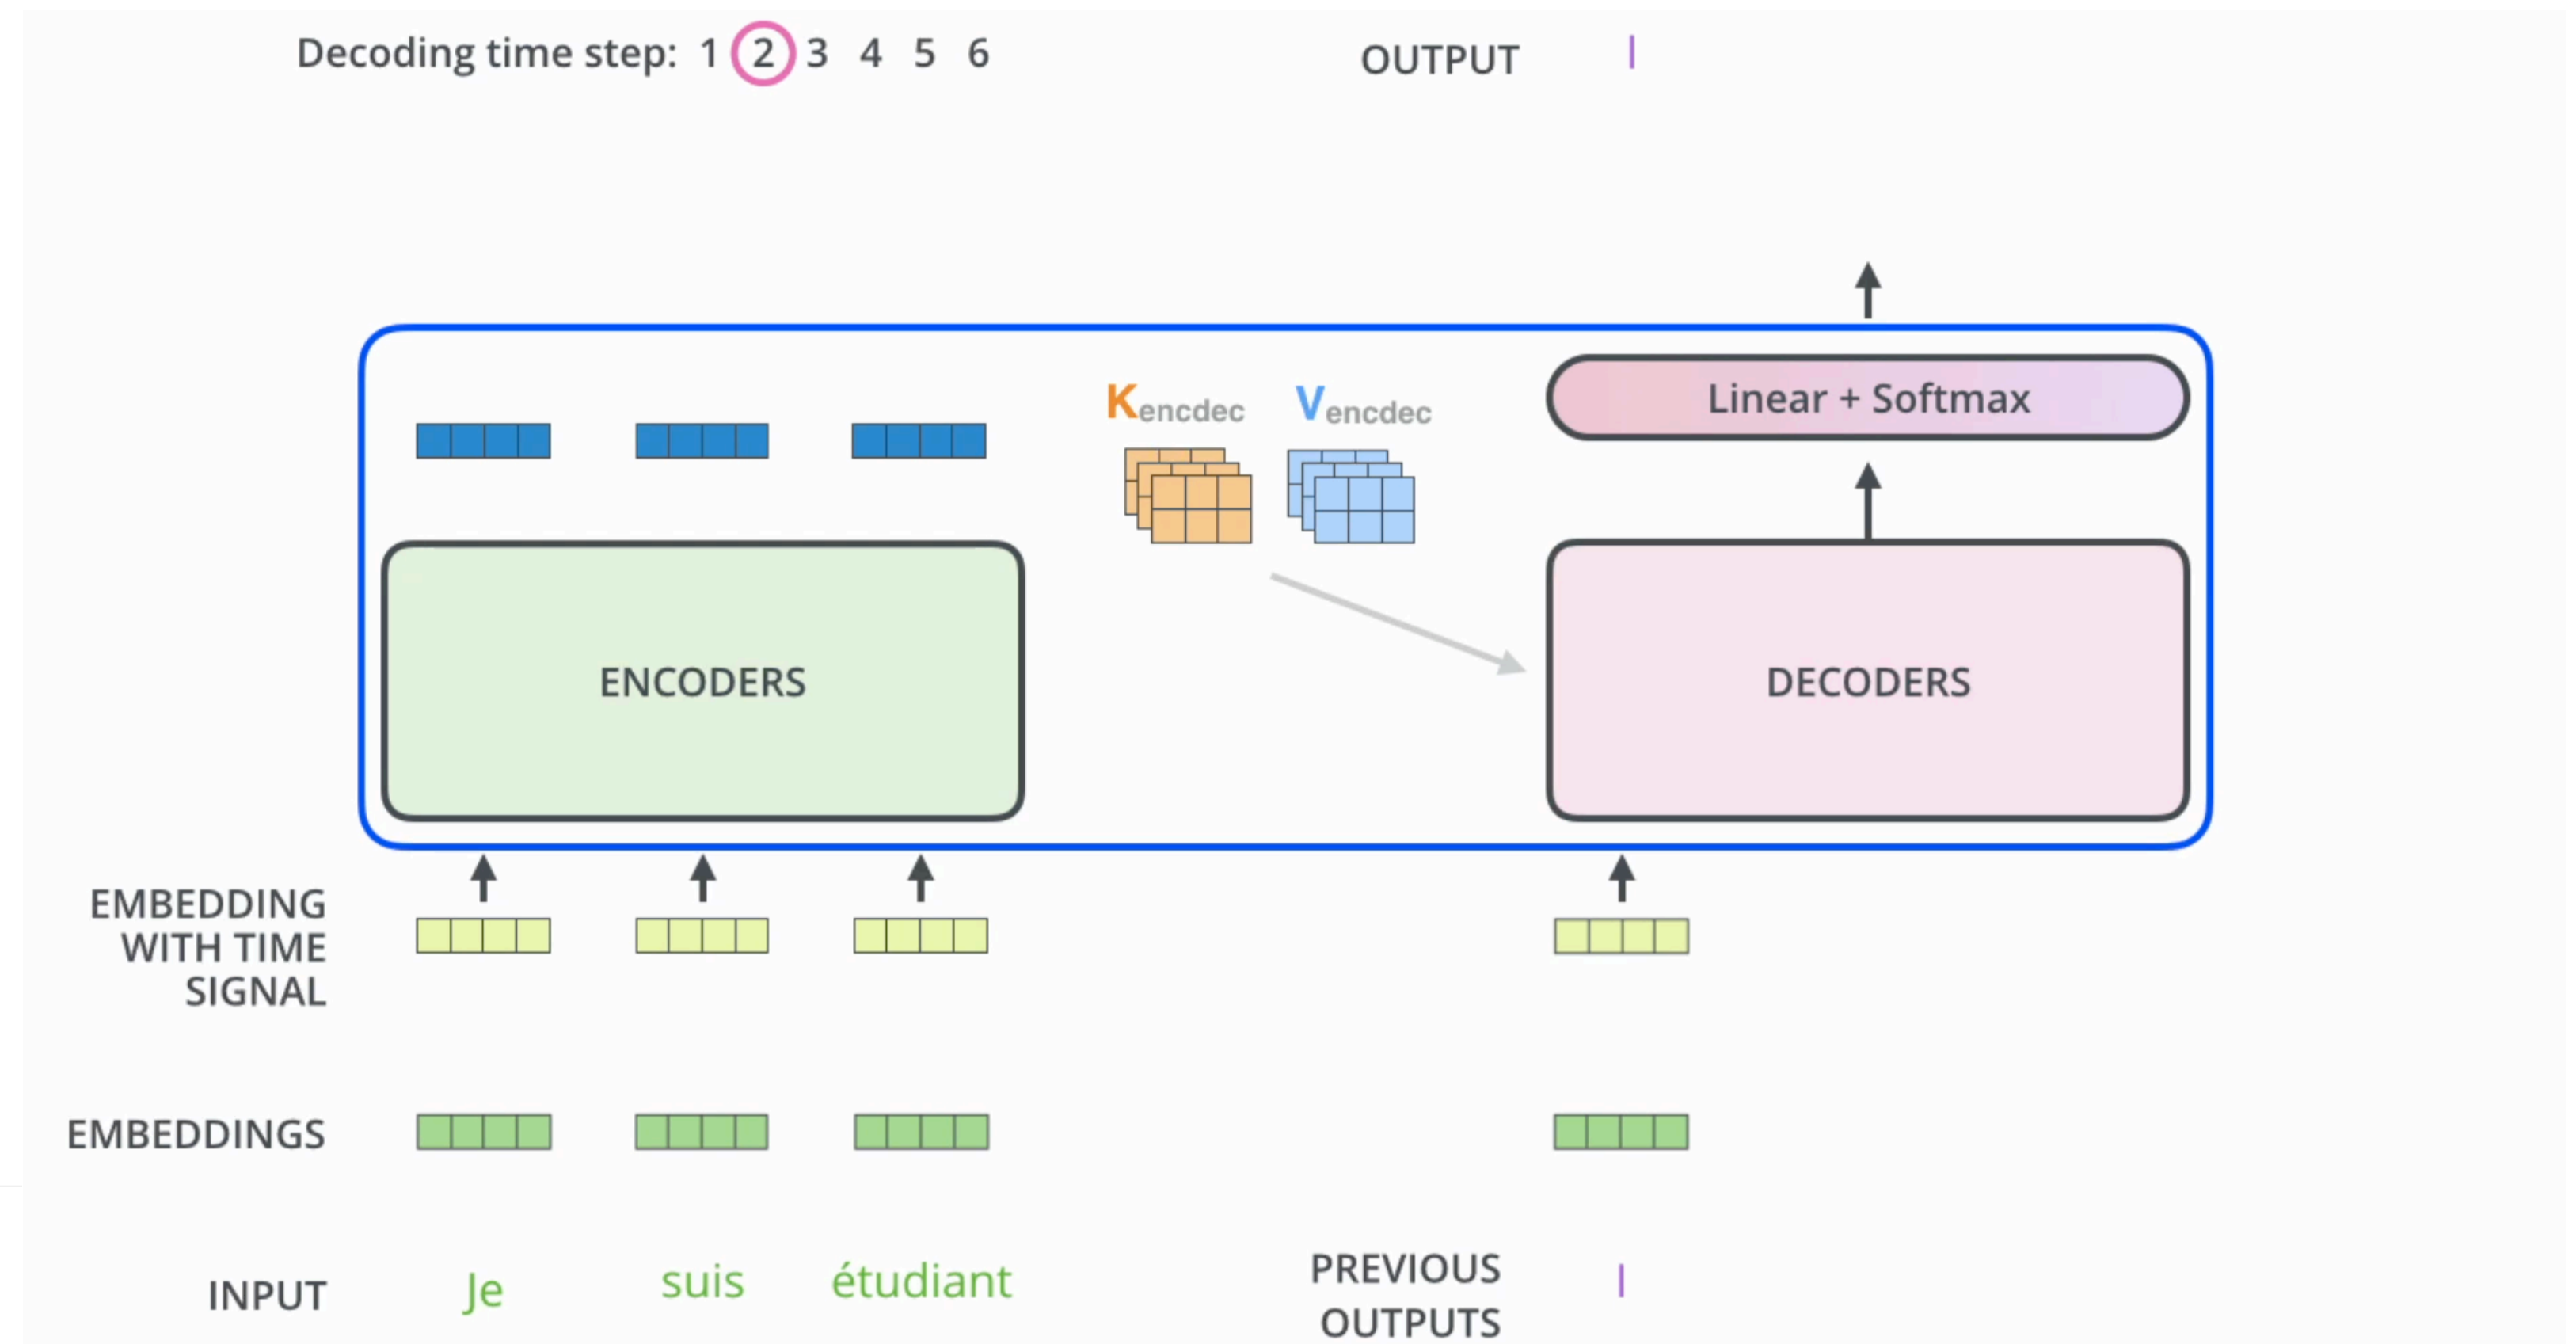 Decoding time step: 1 2 3 4 5 6
OUTPUT I
Kencdec Vencdec
Linear + Softmax
ENCODERS
DECODERS
EMBEDDING
WITH TIME
SIGNAL
EMBEDDINGS
INPUT Je suis étudiant
PREVIOUS
OUTPUTS
I